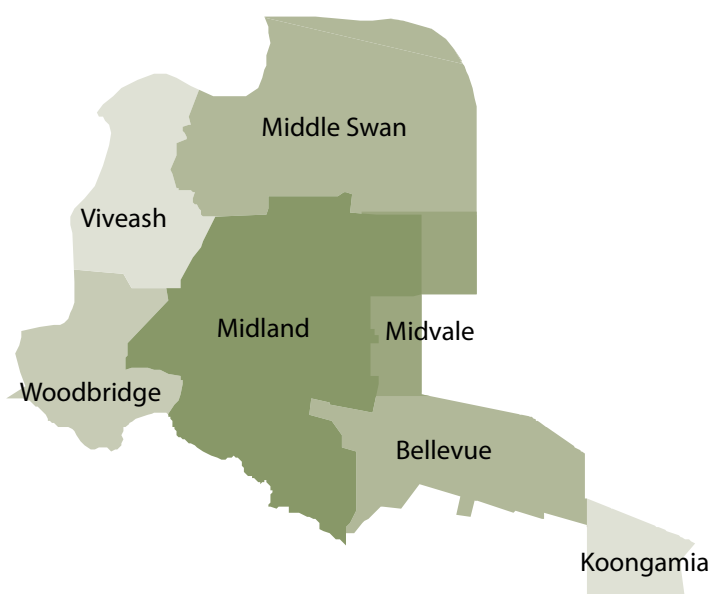 Middle Swan
Viveash
Midland
Midvale
Woodbridge
Bellevue
Koongamia